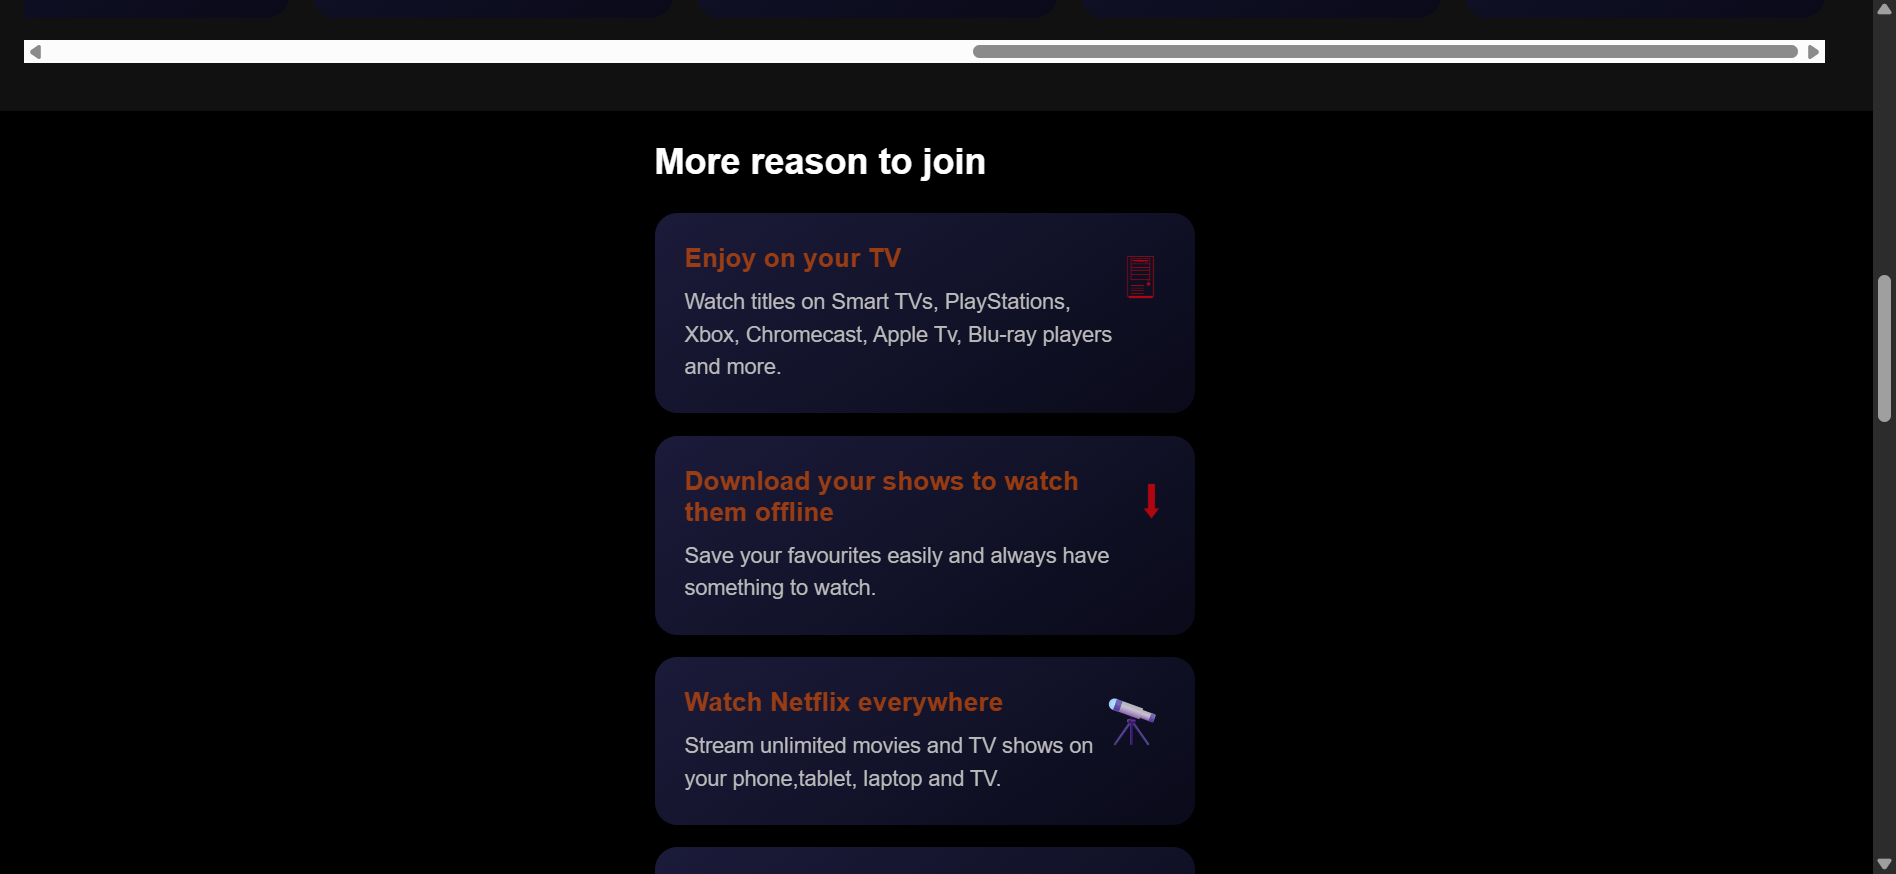 More reason to join
Enjoy on your TV
Watch titles on Smart TVs, PlayStations,
Xbox, Chromecast, Apple Tv, Blu-ray players
and more.
Download your shows to watch
them offline
Save your favourites easily and always have
something to watch.
Watch Netflix everywhere
Stream unlimited movies and TV shows on
your phone,tablet, laptop and TV.